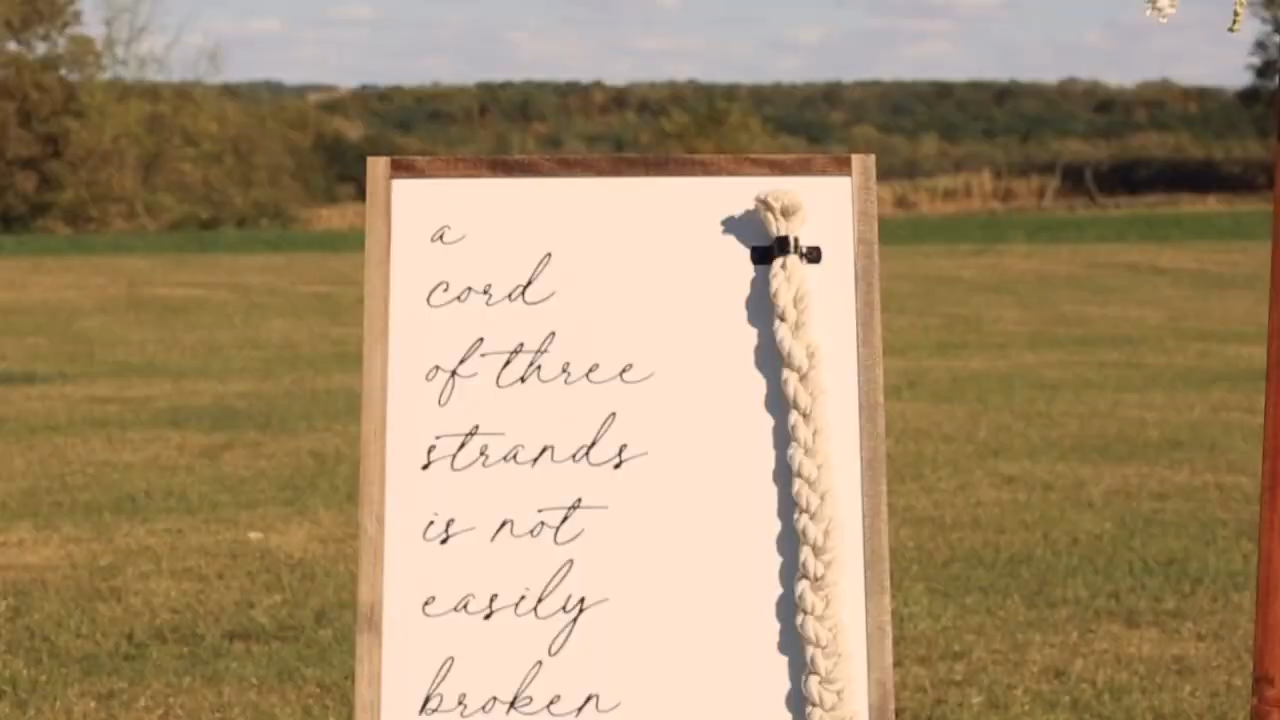 a
cord
of three
strands
is not
easily
broken